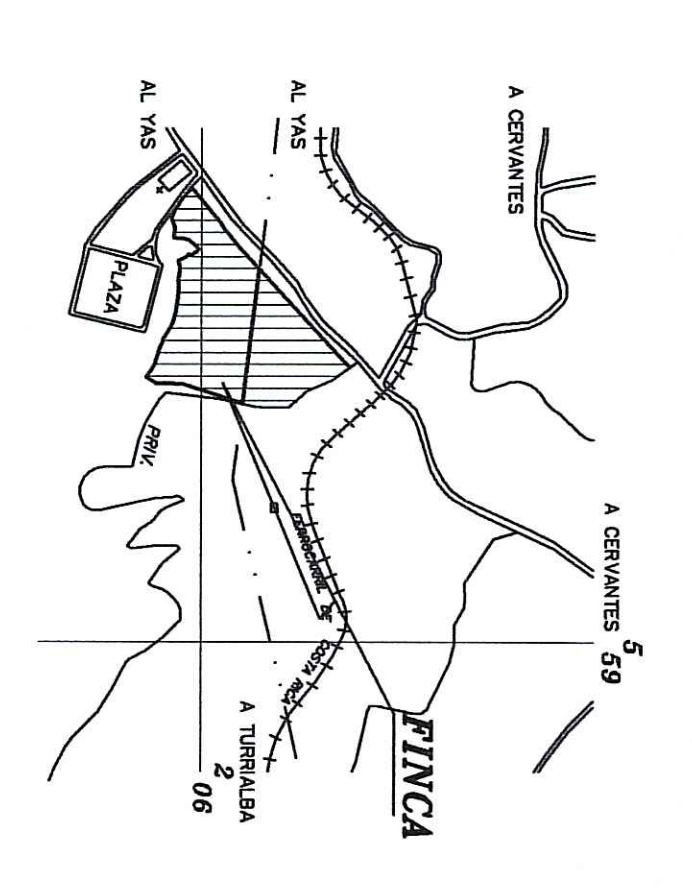 A CERVANTES
AL YAS
AL YAS
PLAZA
PRIV.
FERROCARRIL DE COSTA RICA
A CERVANTES
5
59
FINCA
A TURRIALBA
2
06